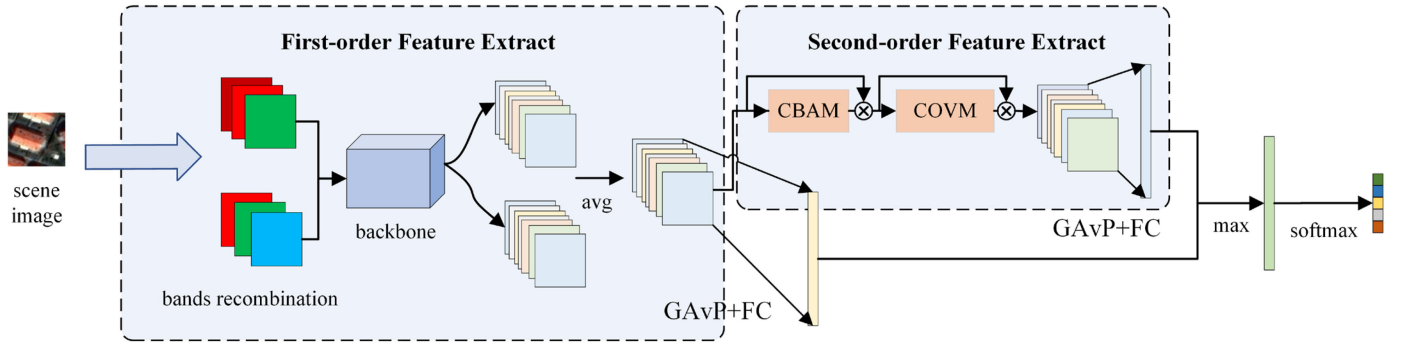 First-order Feature Extract
Second-order Feature Extract
scene
image
bands recombination
backbone
avg
GAvP+FC
CBAM
COVM
GAvP+FC
max
softmax